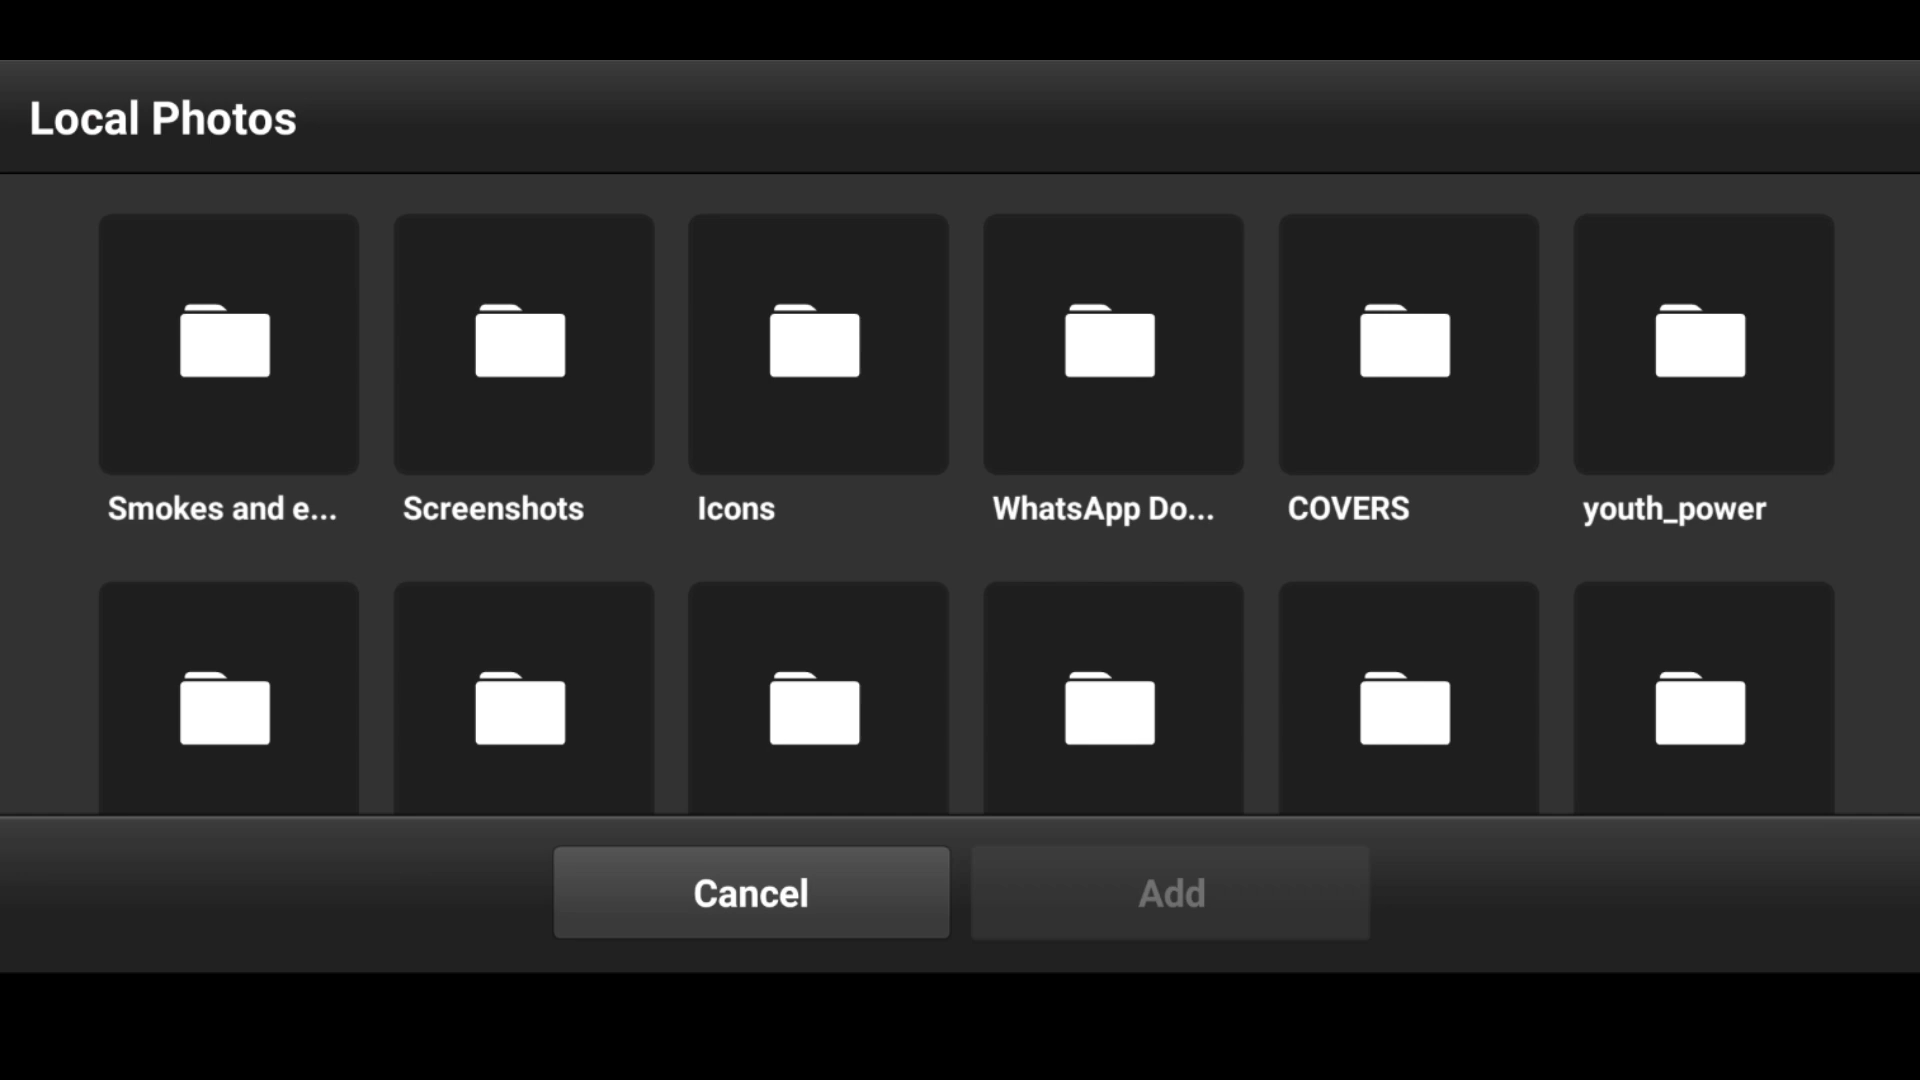 Local Photos
Smokes and e...
Screenshots
Icons
WhatsApp Do...
COVERS
youth_power
Cancel
Add